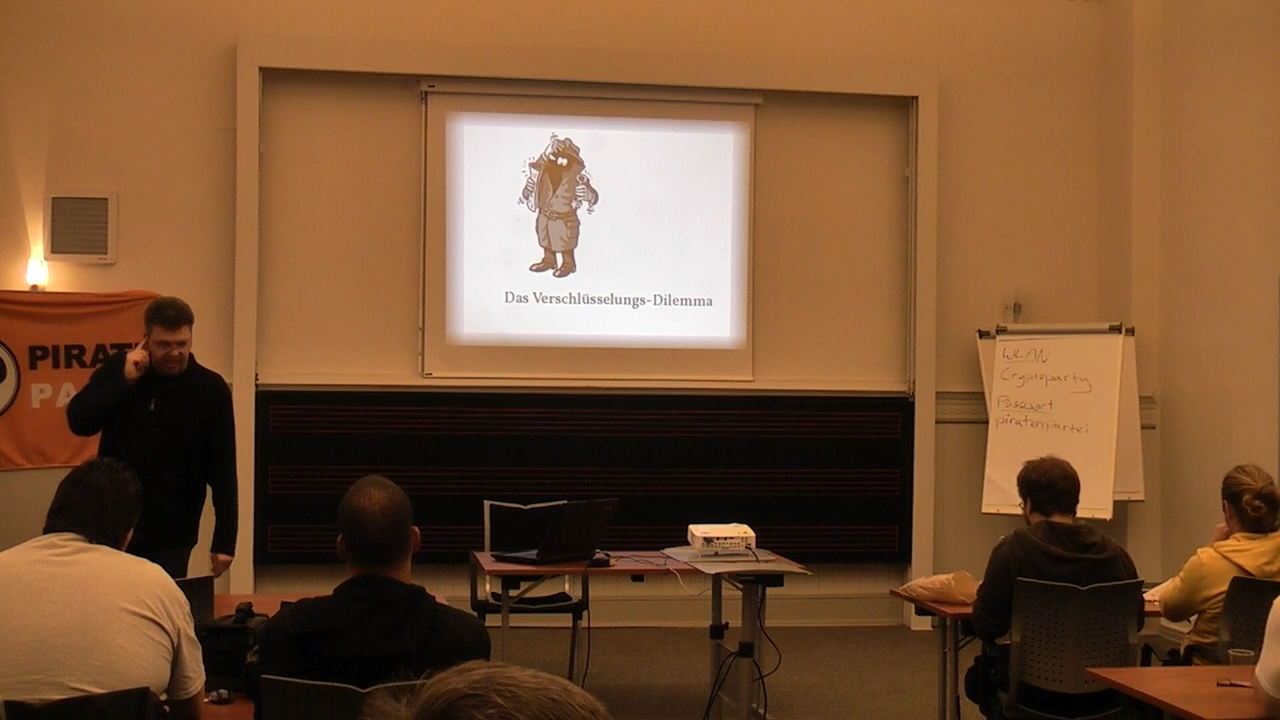 Das Verschlüsselungs-Dilemma
PIRAT
PA
WLAN
Cryptoparty
Passwort
piratenpartei